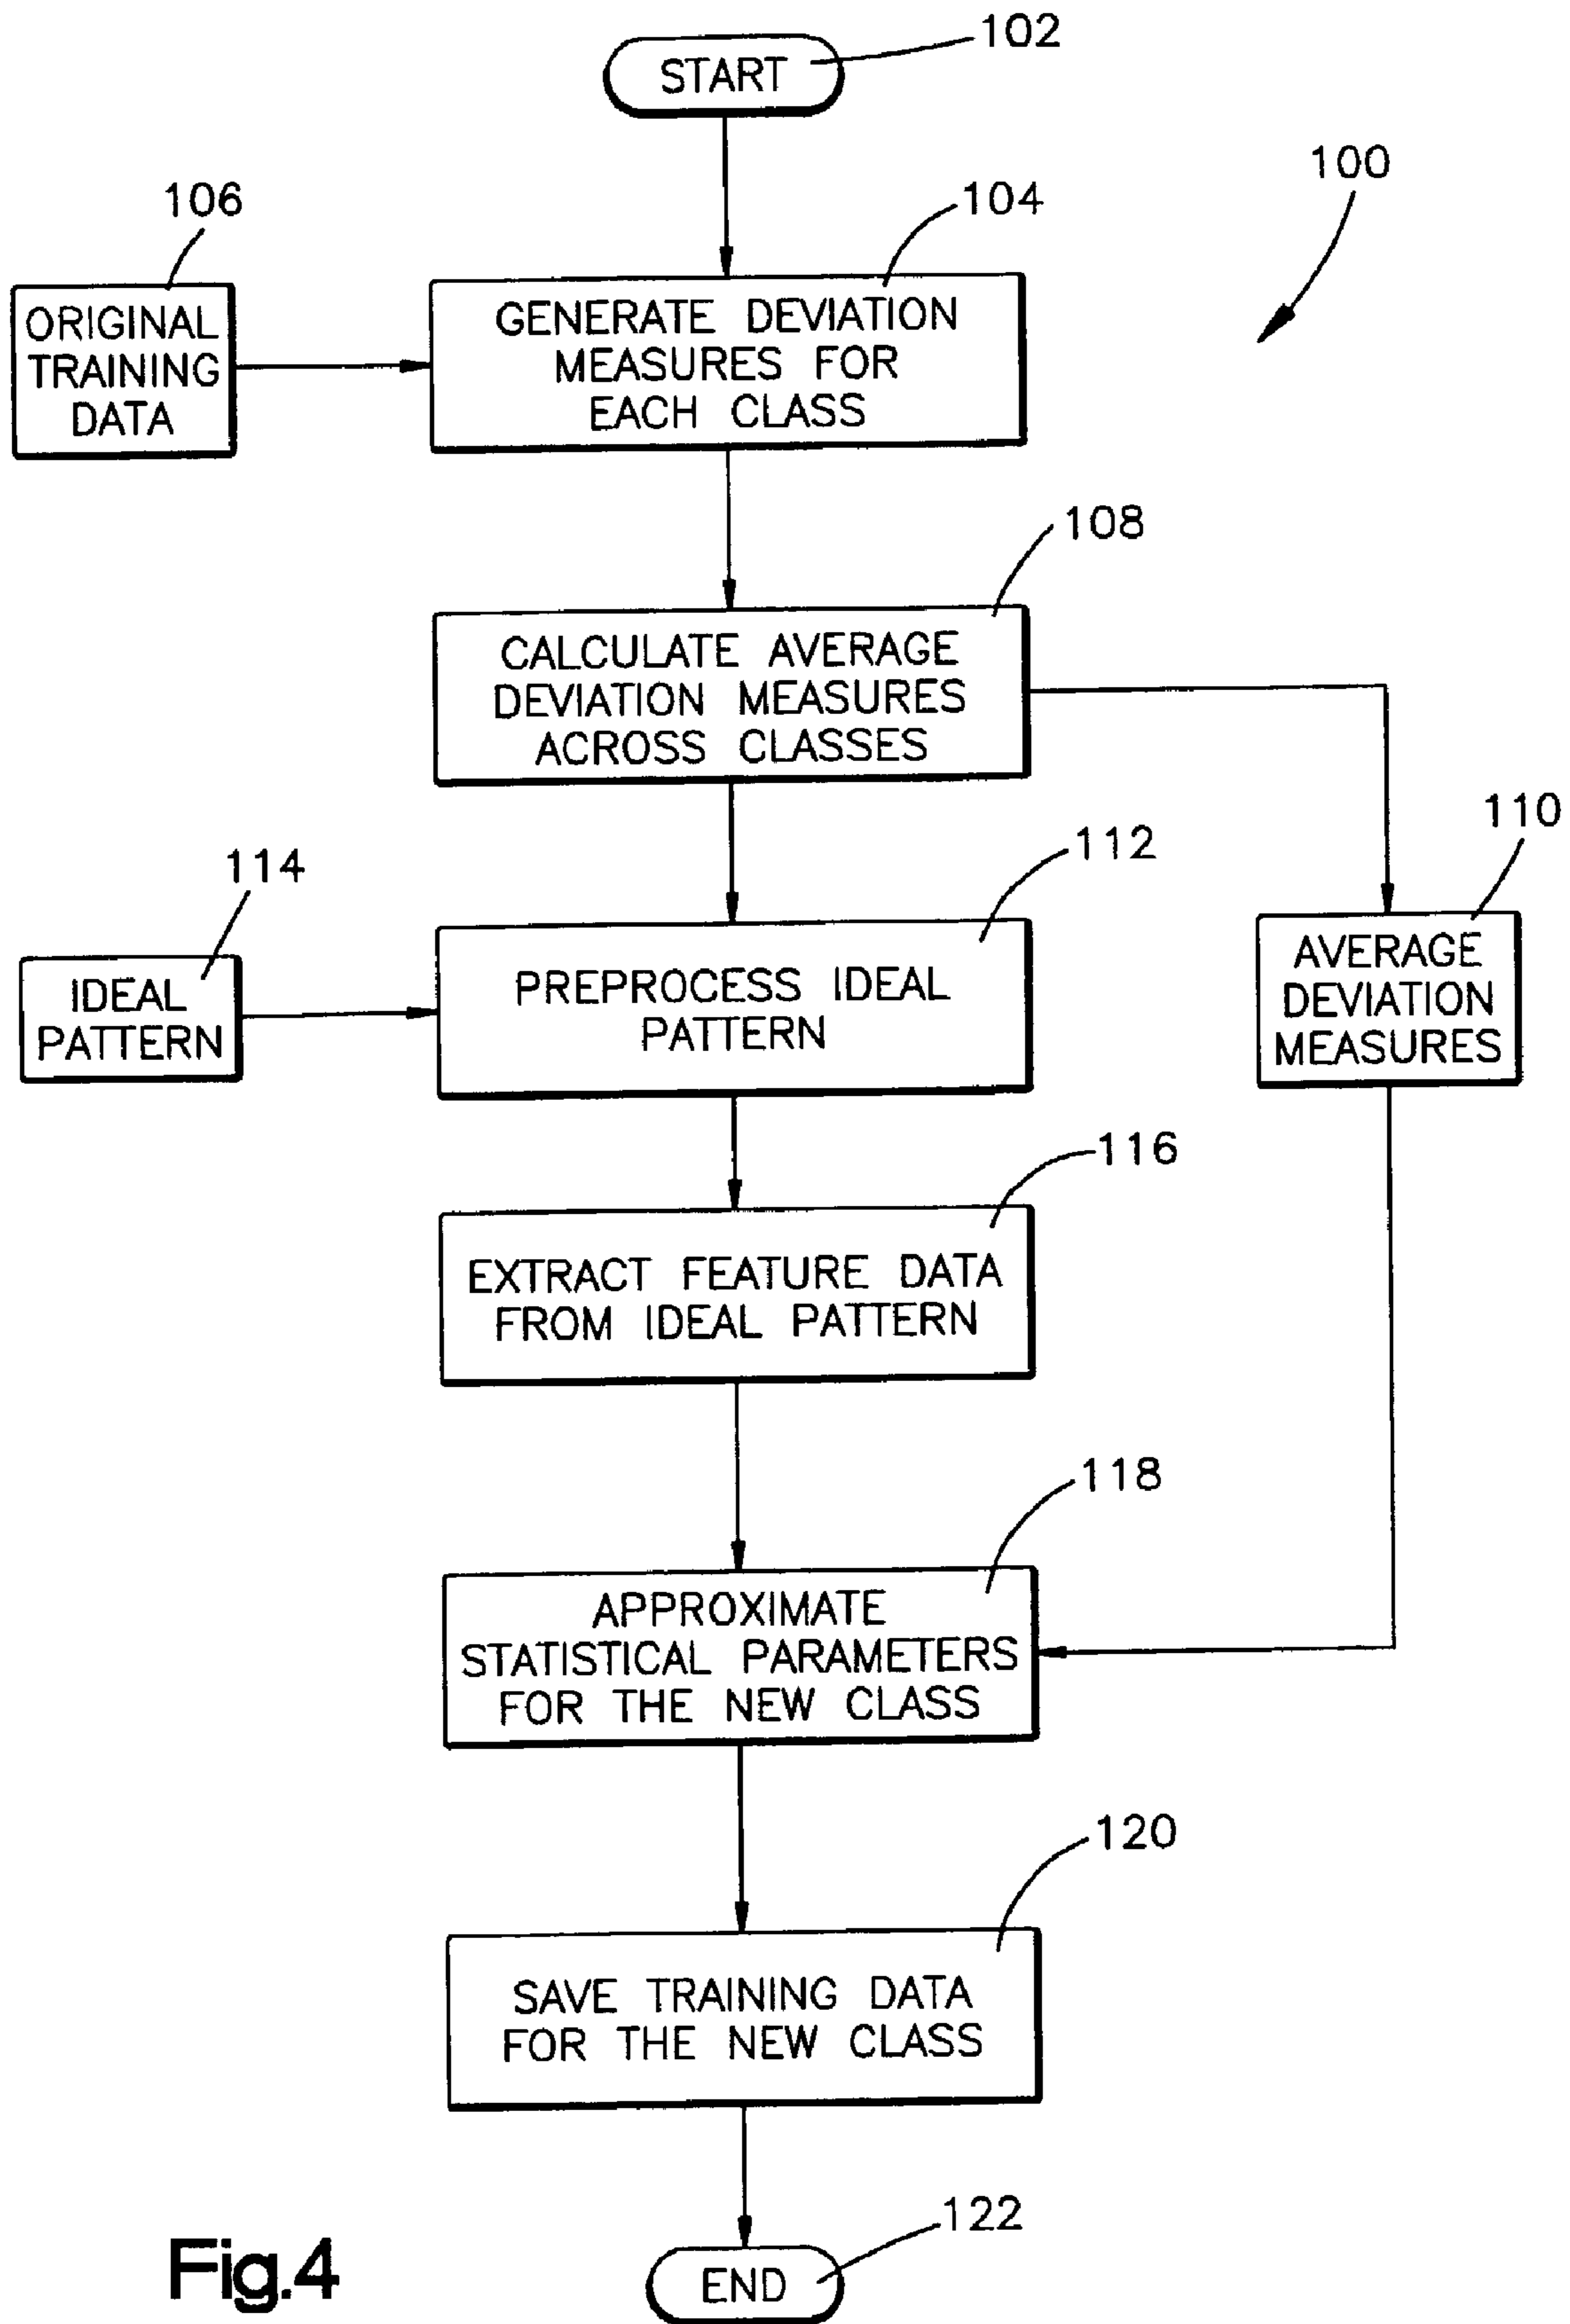 102
START
100
106
104
ORIGINAL
TRAINING
DATA
GENERATE DEVIATION
MEASURES FOR
EACH CLASS
108
CALCULATE AVERAGE
DEVIATION MEASURES
ACROSS CLASSES
110
114
112
IDEAL
PATTERN
PREPROCESS IDEAL
PATTERN
AVERAGE
DEVIATION
MEASURES
116
EXTRACT FEATURE DATA
FROM IDEAL PATTERN
118
APPROXIMATE
STATISTICAL PARAMETERS
FOR THE NEW CLASS
120
SAVE TRAINING DATA
FOR THE NEW CLASS
122
END
Fig.4